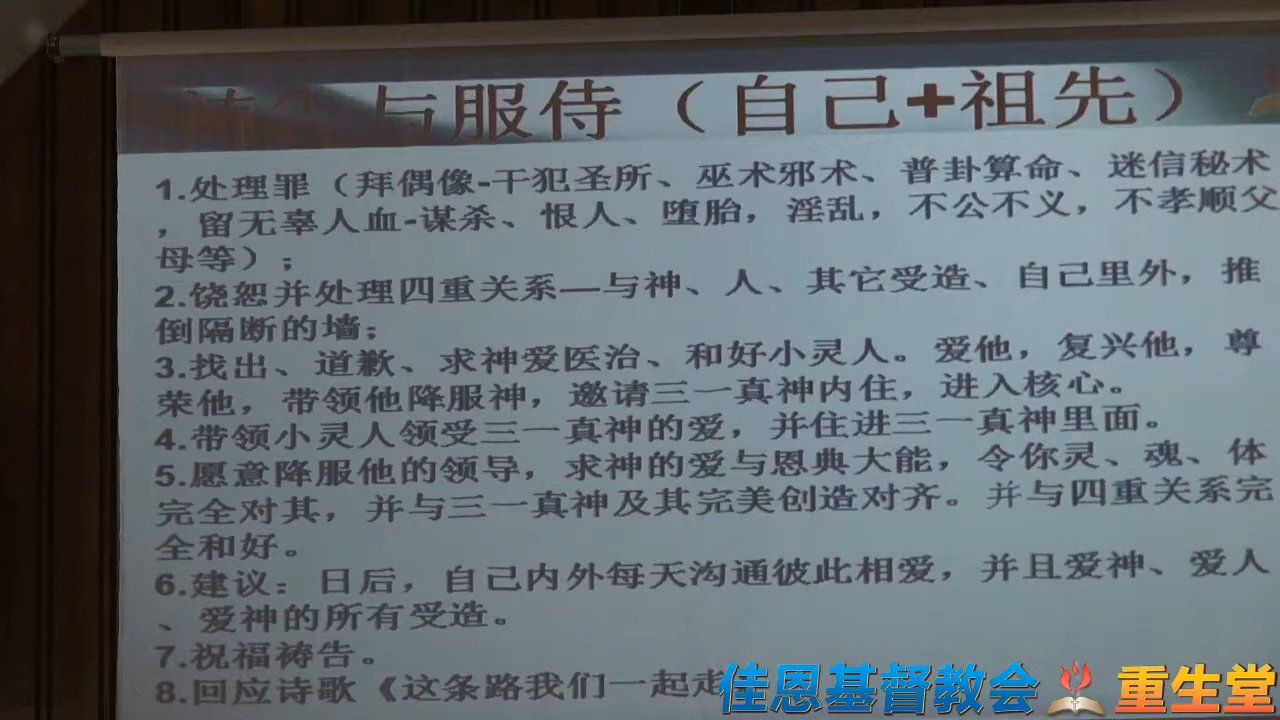 与服侍（自己+祖先）
1.处理罪（拜偶像-干犯圣所、巫术邪术、普卦算命、迷信秘术
，留无辜人血-谋杀、恨人、堕胎，淫乱，不公不义，不孝顺父
母等）；
2.饶恕并处理四重关系—与神、人、其它受造、自己里外，推
倒隔断的墙；
3.找出、道歉、求神爱医治、和好小灵人。爱他，复兴他，尊
荣他，带领他降服神，邀请三一真神内住，进入核心。
4.带领小灵人领受三一真神的爱，并住进三一真神里面。
5.愿意降服他的领导，求神的爱与恩典大能，令你灵、魂、体
完全对其，并与三一真神及其完美创造对齐。并与四重关系完
全和好。
6.建议：日后，自己内外每天沟通彼此相爱，并且爱神、爱人
、爱神的所有受造。
7.祝福祷告。
8.回应诗歌《这条路我们一起走
佳恩基督教会 重生堂